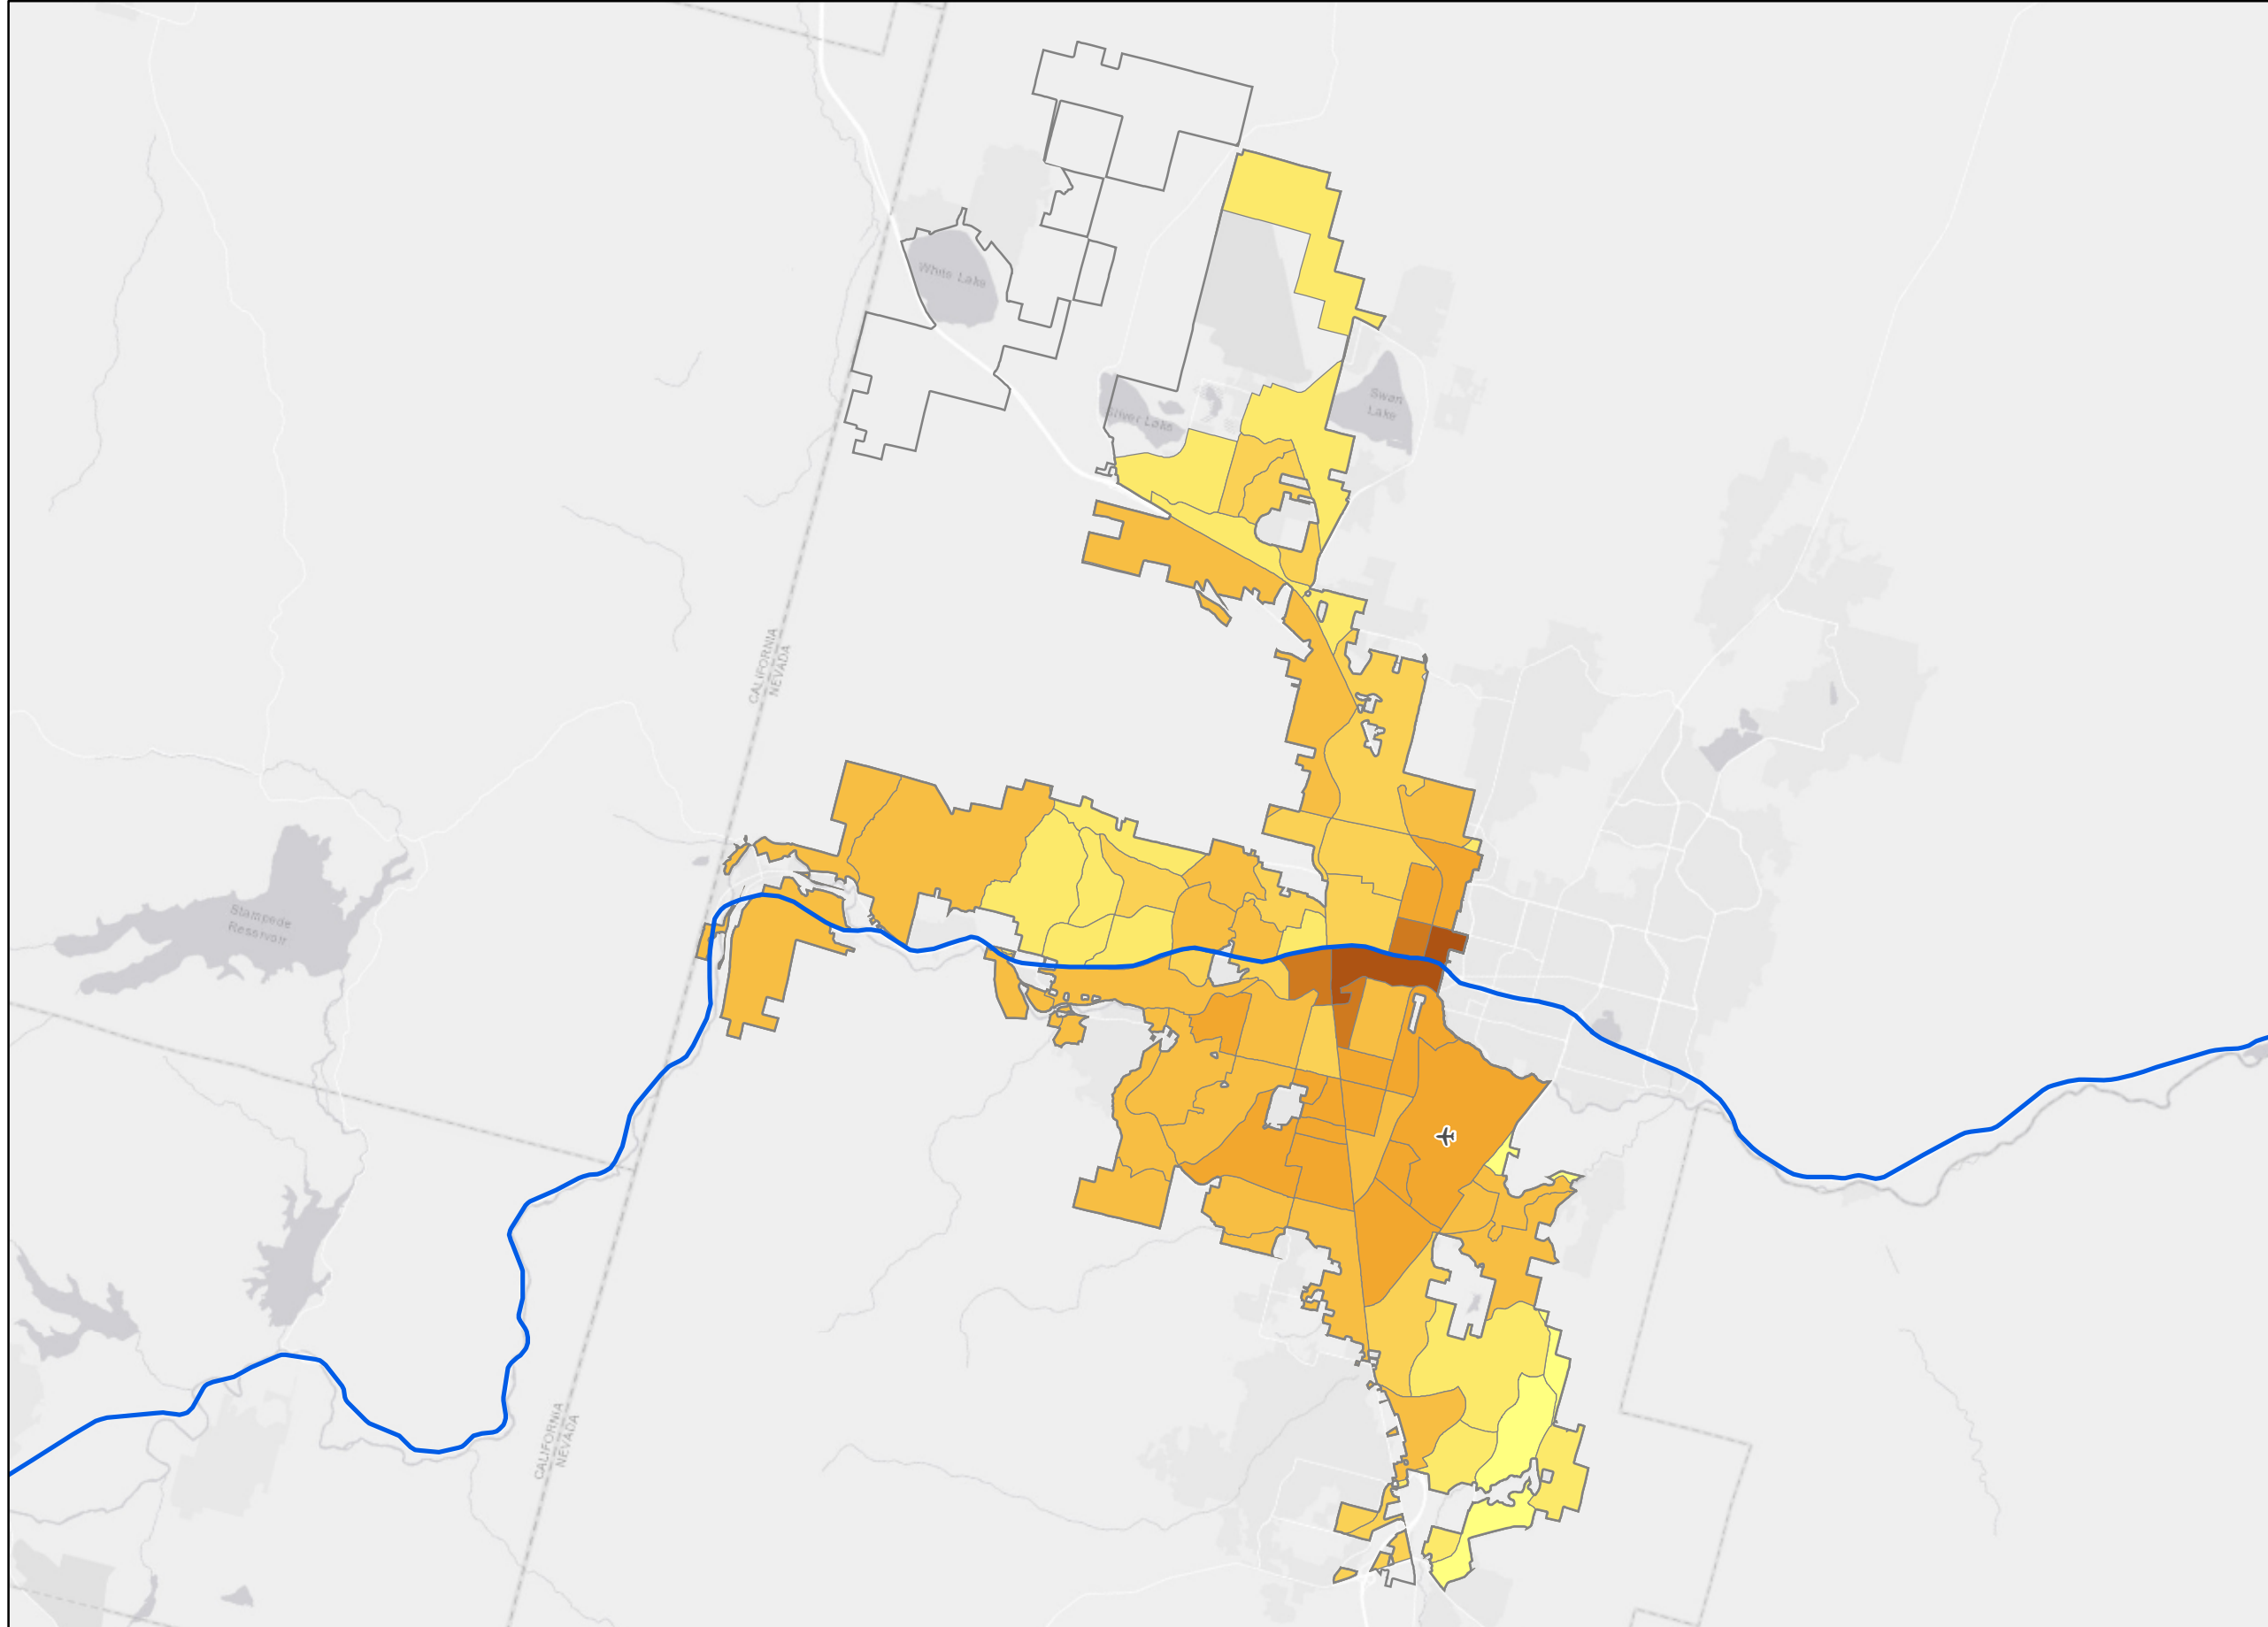 White Lake
Silver Lake
Swan
Lake
CALIFORNIA
NEVADA
Stampede
Reservoir
CALIFORNIA
NEVADA